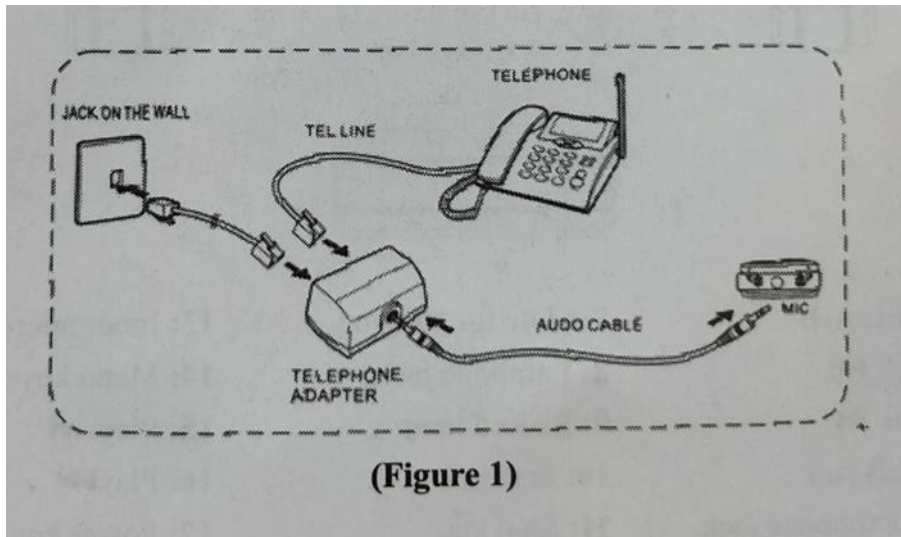 TELEPHONE
JACK ON THE WALL
TEL LINE
MIC
AUDO CABLE
TELEPHONE
ADAPTER
(Figure 1)